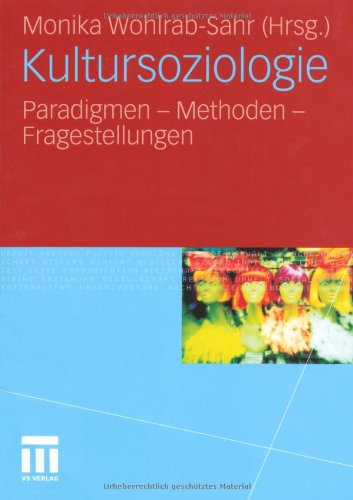 Urheberrechtlich geschütztes Material
Monika Wohlrab-Sahr (Hrsg.)
Kultursoziologie
Paradigmen – Methoden –
Fragestellungen
VS VERLAG
Urheberrechtlich geschütztes Material